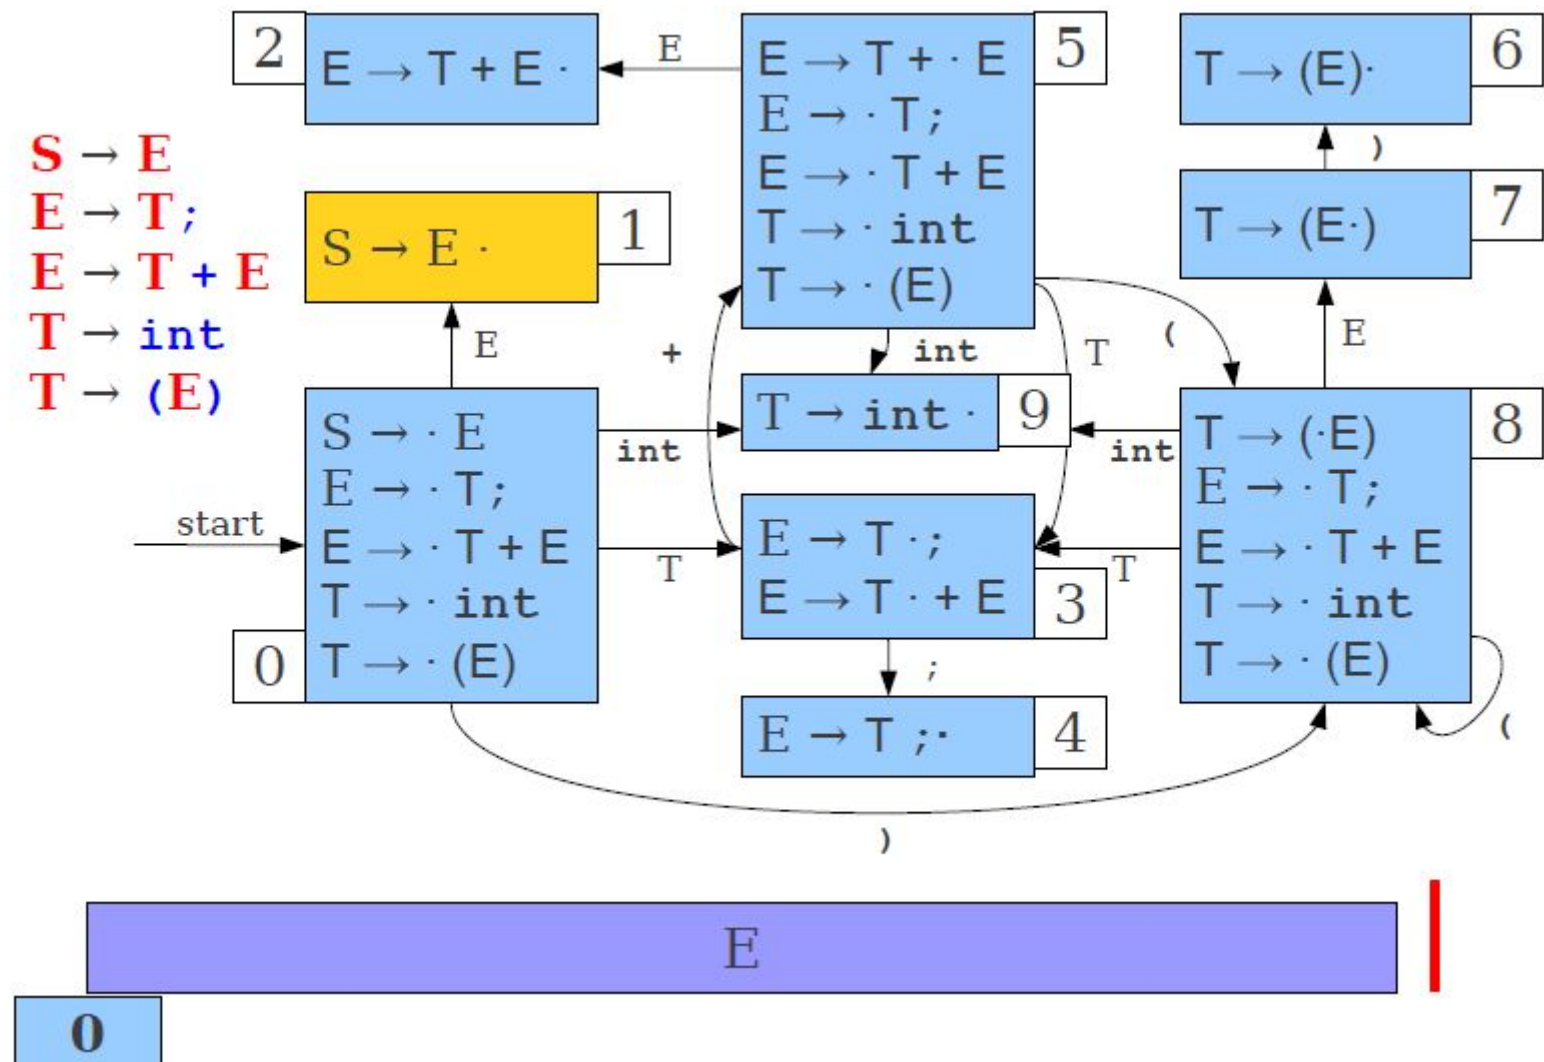 S → E
E → T ;
E → T + E
T → int
T → (E)
2
E → T + E ·
E
E → T + · E
E → · T ;
E → · T + E
T → · int
T → · (E)
5
T → (E)·
6
)
T → (E·)
7
S → E ·
1
E
+
int
T
(
E
start
S → · E
E → · T ;
E → · T + E
T → · int
T → · (E)
0
int
T
T → int ·
9
int
T
E → T · ;
E → T · + E
3
;
E → T ;·
4
T → (·E)
E → · T ;
E → · T + E
T → · int
T → · (E)
8
(
)
E
0